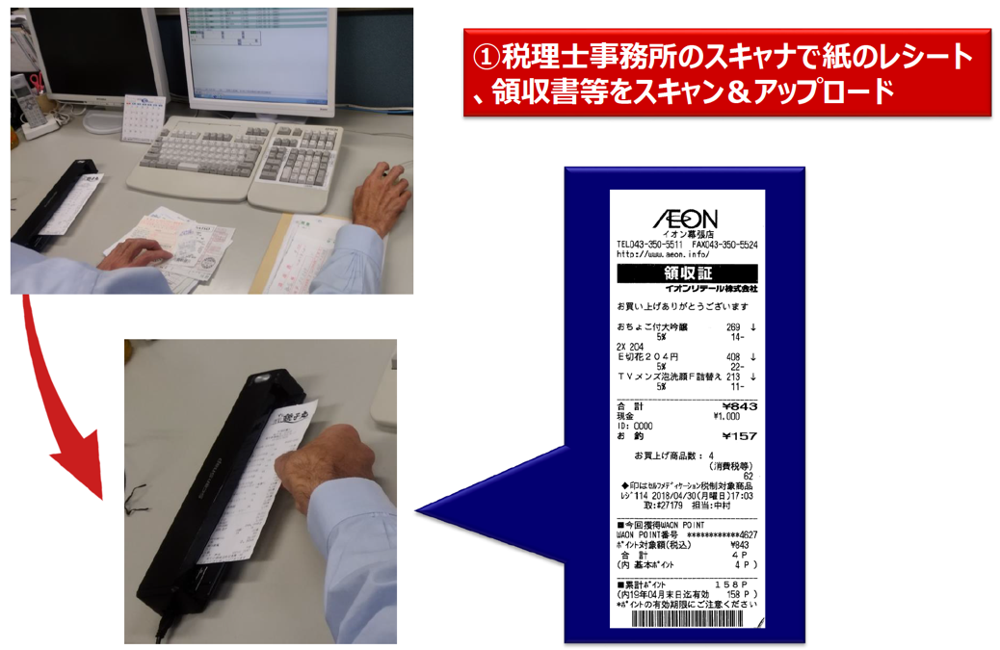 ①税理士事務所のスキャナで紙のレシート
、領収書等をスキャン＆アップロード
ÆON
イオン幕張店
TEL043-350-5511 FAX043-350-5524
http://www.aeon.info/
領収証
イオンリテール株式会社
お買い上げありがとうございます
おちょこ付大吟醸 269 ↓
5% 14-
2X 204
E切花２０４円 408 ↓
5% 22-
ＴＶメンズ泡洗顔Ｆ詰替え 213 ↓
5% 11-
合 計 ¥843
現金 ¥1,000
ID: 0000
お 釣 ¥157
お買上げ商品数: 4
(消費税等)
62
◆印はｾﾙﾌﾒﾃﾞｨｹｰｼｮﾝ税制対象商品
ﾚｼﾞ114 2018/04/30(月曜日)17:03
取:#27179 担当:中村
■今回獲得WAON POINT
WAON POINT番号 ************4627
ﾎﾟｲﾝﾄ対象額(税込) ¥843
合 計 ４Ｐ
(内 基本ﾎﾟｲﾝﾄ ４Ｐ)
■累計ﾎﾟｲﾝﾄ １５８Ｐ
(内19年04月末日迄有効 158Ｐ)
*ﾎﾟｲﾝﾄの有効期限にご注意ください